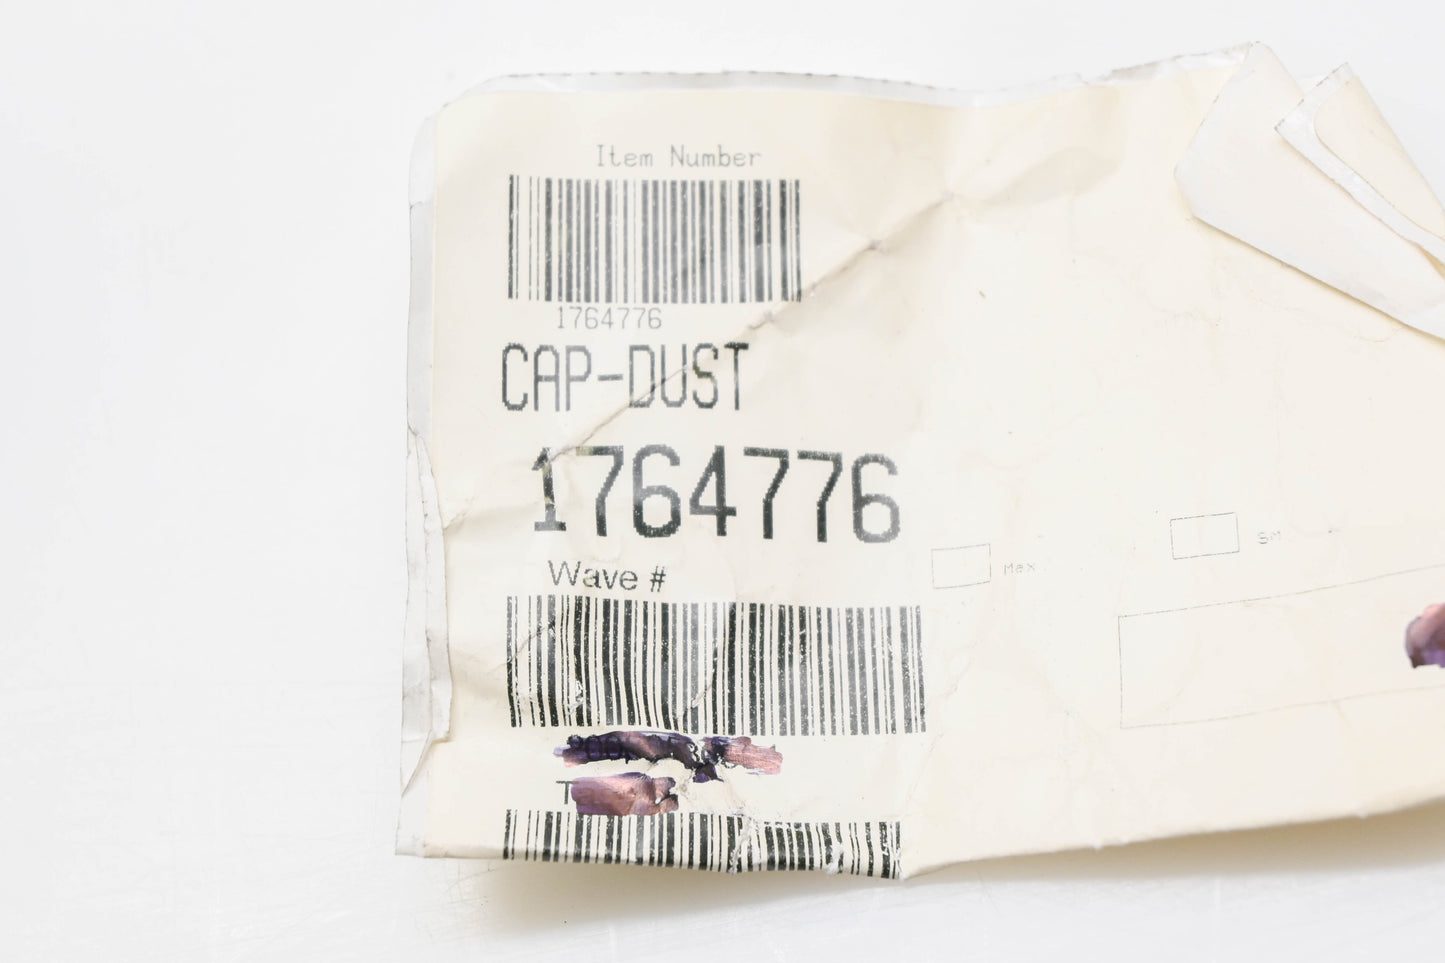 Item Number
1764776
CAP-DUST
1764776
Wave #
Max